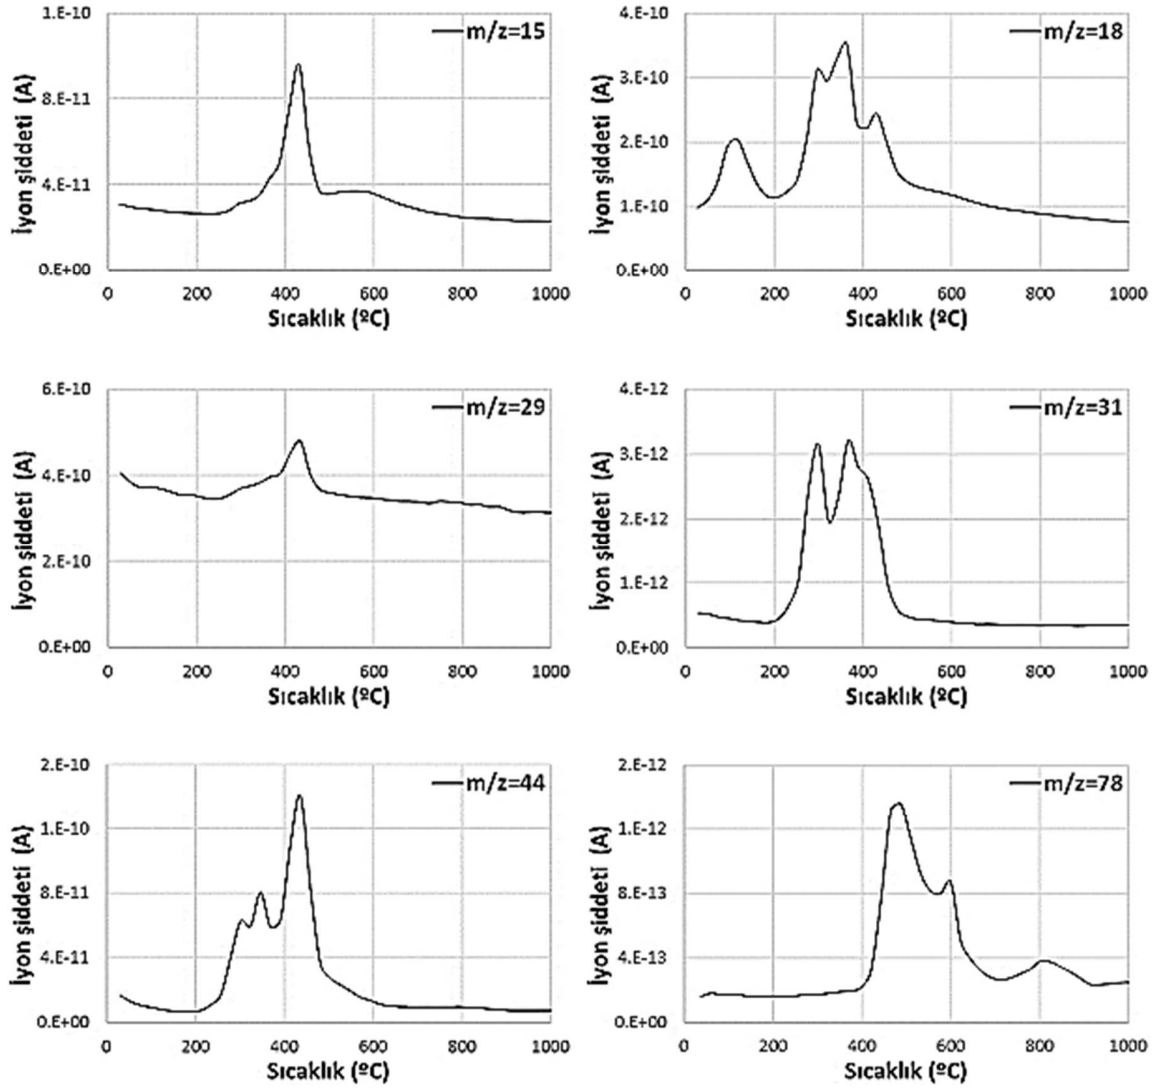 m/z=15
1.E-10
8.E-11
4.E-11
0.E+00
İyon şiddeti (A)
0 200 400 600 800 1000
Sıcaklık (ºC)
m/z=18
4.E-10
3.E-10
2.E-10
1.E-10
0.E+00
İyon şiddeti (A)
0 200 400 600 800 1000
Sıcaklık (ºC)
m/z=29
6.E-10
4.E-10
2.E-10
0.E+00
İyon şiddeti (A)
0 200 400 600 800 1000
Sıcaklık (ºC)
m/z=31
4.E-12
3.E-12
2.E-12
1.E-12
0.E+00
İyon şiddeti (A)
0 200 400 600 800 1000
Sıcaklık (ºC)
m/z=44
2.E-10
1.E-10
8.E-11
4.E-11
0.E+00
İyon şiddeti (A)
0 200 400 600 800 1000
Sıcaklık (ºC)
m/z=78
2.E-12
1.E-12
8.E-13
4.E-13
0.E+00
İyon şiddeti (A)
0 200 400 600 800 1000
Sıcaklık (ºC)